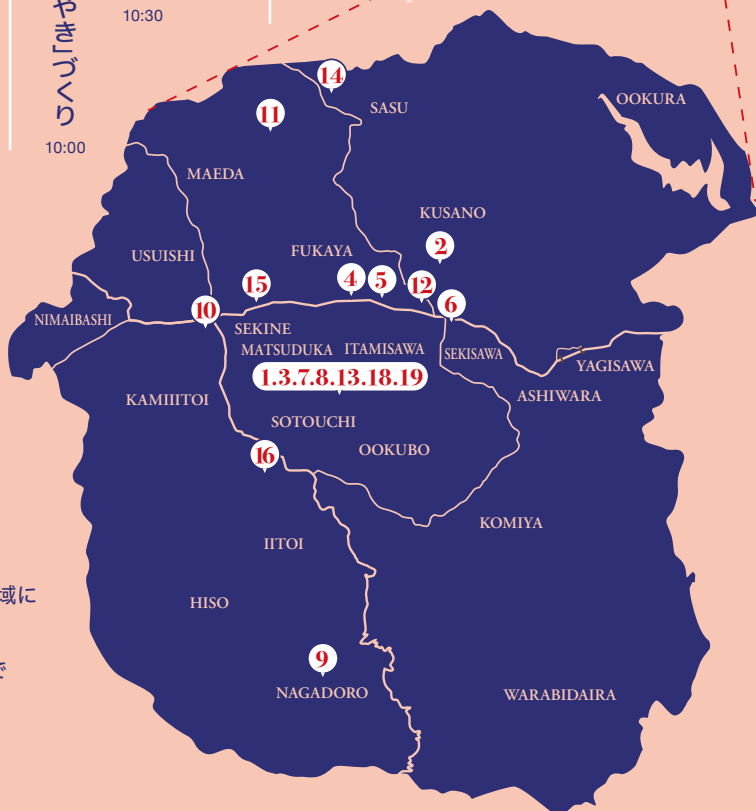 10:30
やき」づくり
10:00
14
SASU
OOKURA
11
MAEDA
KUSANO
2
USUISHI
FUKAYA
15
4
5
12
6
10
NIMAIBASHI
SEKINE
MATSUDUKA
ITAMISAWA
SEKISAWA
YAGISAWA
1.3.7.8.13.18.19
KAMIIITOI
ASHIWARA
SOTOUCHI
OOKUBO
16
KOMIYA
IITOI
域に
HISO
9
NAGADORO
WARABIDAIRA